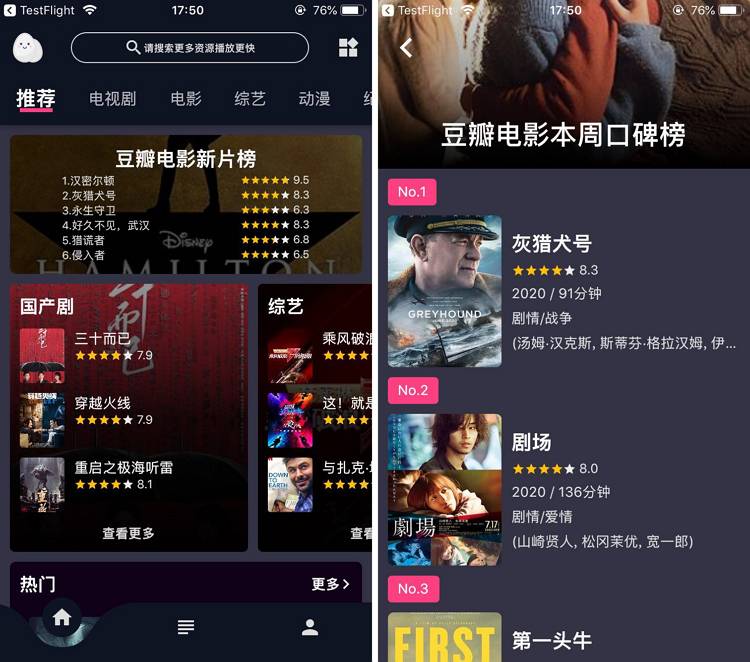 TestFlight
17:50
76%
请搜索更多资源播放更快
推荐
电视剧
电影
综艺
动漫
豆瓣电影新片榜
1.汉密尔顿
9.5
2.灰猎犬号
8.3
3.永生守卫
6.3
4.好久不见，武汉
8.3
5.猎谎者
6.8
6.侵入者
6.5
Disney
HAMILTON
国产剧
三十而已
7.9
穿越火线
7.9
重启之极海听雷
8.1
查看更多
综艺
乘风破浪
这！就是
与扎克·
DOWN TO EARTH
查看
热门
更多
TestFlight
17:50
76%
豆瓣电影本周口碑榜
No.1
GREYHOUND
灰猎犬号
8.3
2020 / 91分钟
剧情/战争
(汤姆·汉克斯, 斯蒂芬·格拉汉姆, 伊...
No.2
劇場
7.17
剧场
8.0
2020 / 136分钟
剧情/爱情
(山崎贤人, 松冈茉优, 宽一郎)
No.3
FIRST
第一头牛